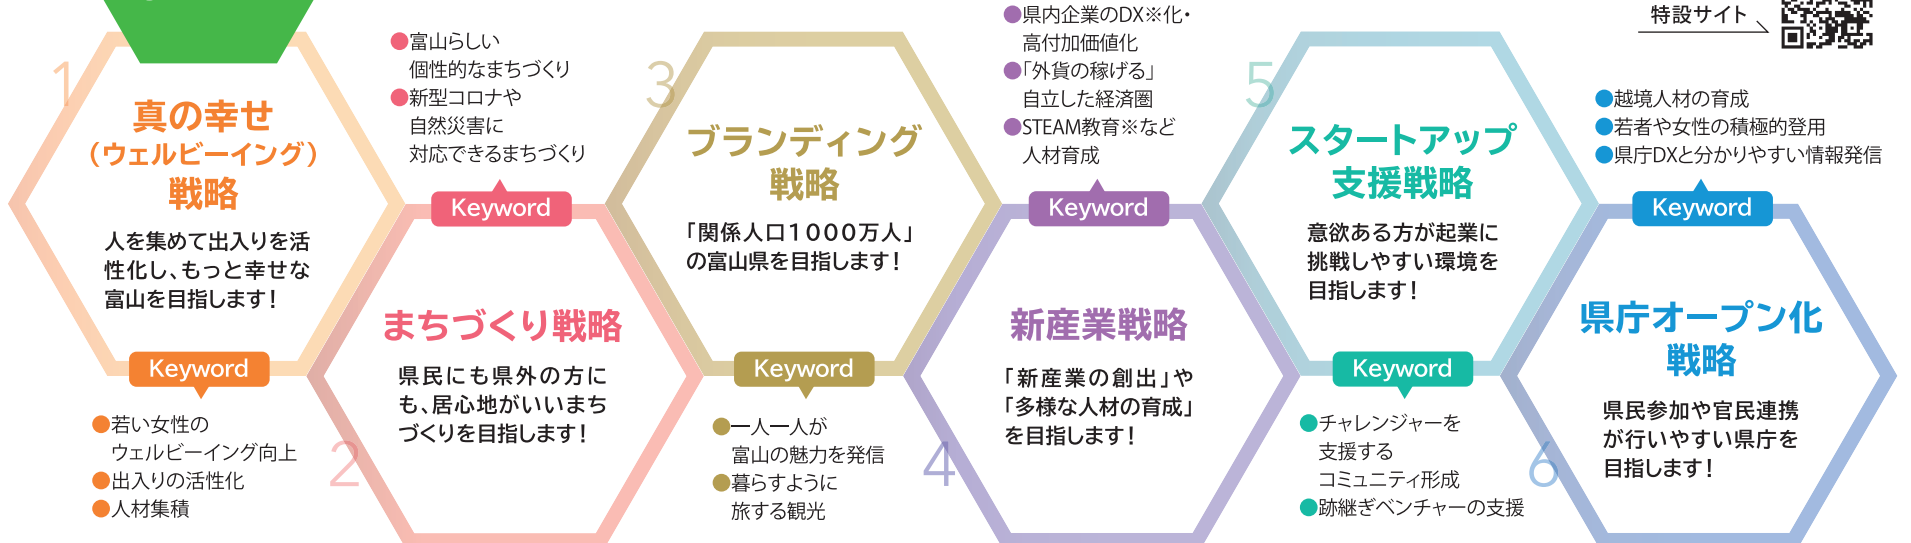 1
真の幸せ
（ウェルビーイング）
戦略
人を集めて出入りを活
性化し、もっと幸せな
富山を目指します！
Keyword
●若い女性の
ウェルビーイング向上
●出入りの活性化
●人材集積
●富山らしい
個性的なまちづくり
●新型コロナや
自然災害に
対応できるまちづくり
Keyword
2
まちづくり戦略
県民にも県外の方に
も、居心地がいいまち
づくりを目指します！
3
ブランディング
戦略
「関係人口1000万人」
の富山県を目指します！
Keyword
●一人一人が
富山の魅力を発信
●暮らすように
旅する観光
●県内企業のDX※化・
高付加価値化
●「外貨の稼げる」
自立した経済圏
●STEAM教育※など
人材育成
Keyword
4
新産業戦略
「新産業の創出」や
「多様な人材の育成」
を目指します！
5
スタートアップ
支援戦略
意欲ある方が起業に
挑戦しやすい環境を
目指します！
Keyword
●チャレンジャーを
支援する
コミュニティ形成
●跡継ぎベンチャーの支援
特設サイト
●越境人材の育成
●若者や女性の積極的登用
●県庁DXと分かりやすい情報発信
Keyword
6
県庁オープン化
戦略
県民参加や官民連携
が行いやすい県庁を
目指します！